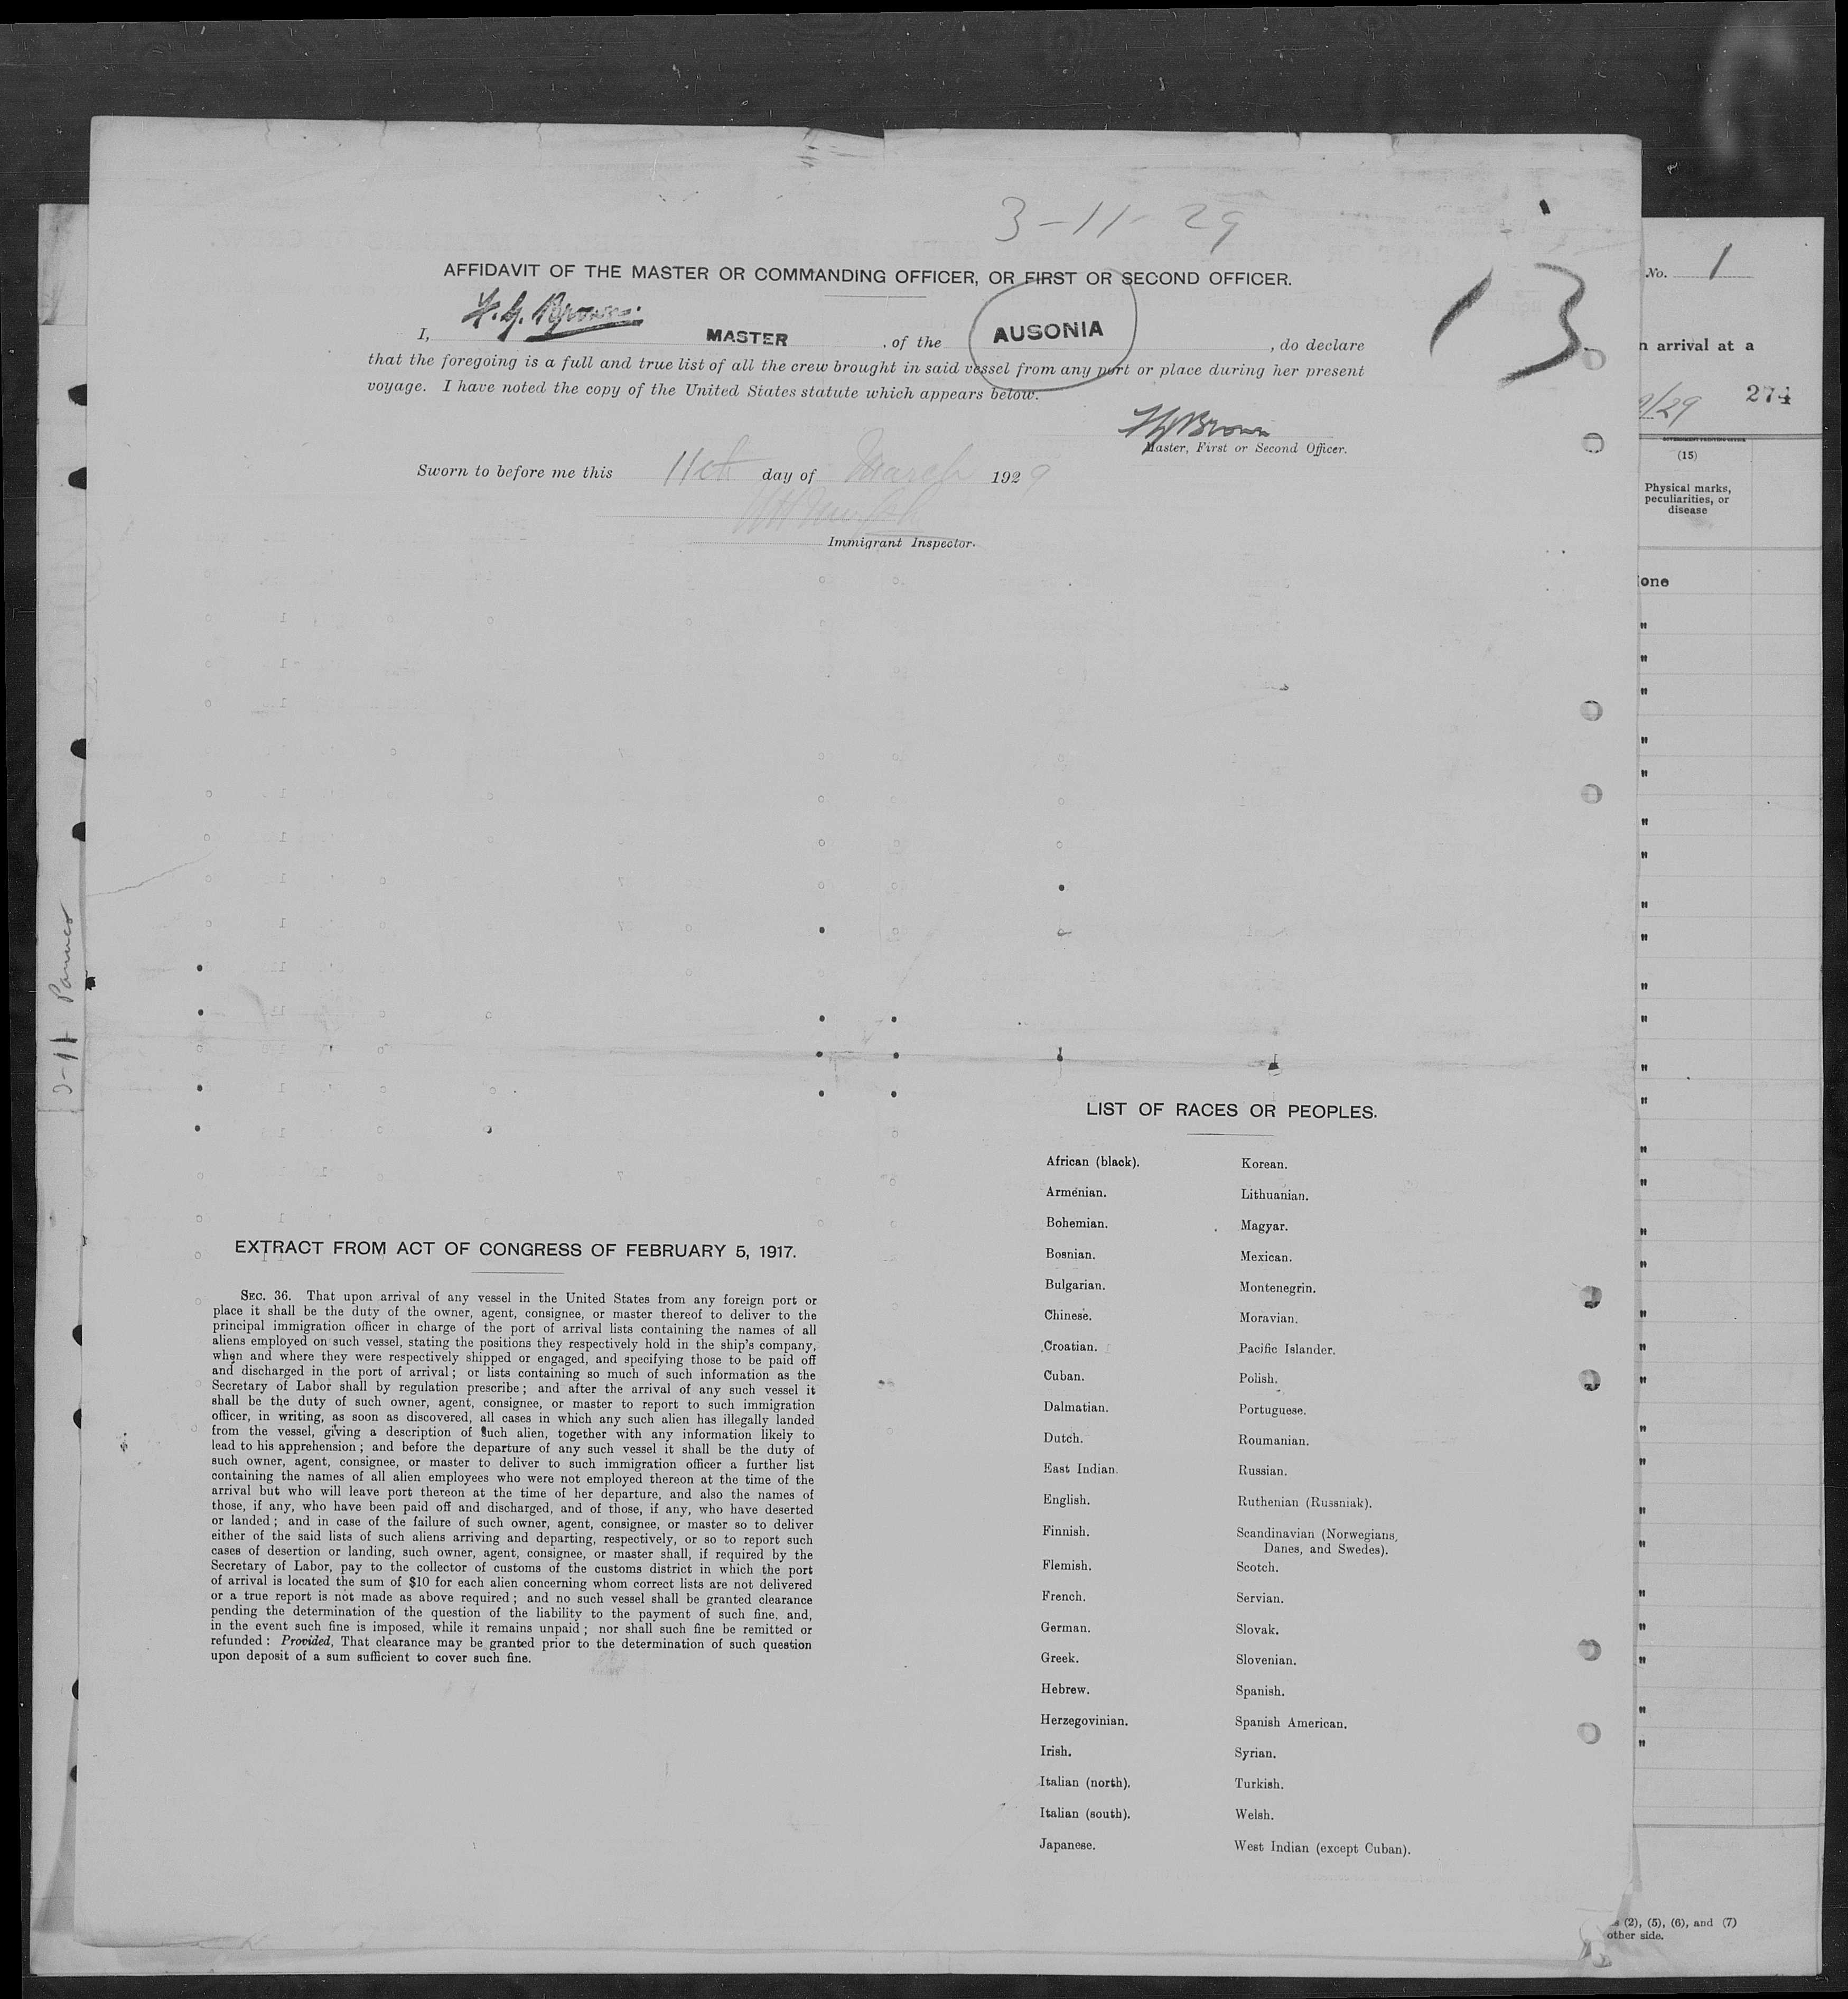 3-11-29
AFFIDAVIT OF THE MASTER OR COMMANDING OFFICER, OR FIRST OR SECOND OFFICER.
13
I, Brown MASTER, of the AUSONIA, do declare
that the foregoing is a full and true list of all the crew brought in said vessel from any port or place during her present
voyage. I have noted the copy of the United States statute which appears below.
Brown
Master, First or Second Officer.
Sworn to before me this 11th day of March 1929
Immigrant Inspector.
LIST OF RACES OR PEOPLES.
African (black). Korean.
Armenian. Lithuanian.
Bohemian. Magyar.
Bosnian. Mexican.
Bulgarian. Montenegrin.
Chinese. Moravian.
Croatian. Pacific Islander.
Cuban. Polish.
Dalmatian. Portuguese.
Dutch. Roumanian.
East Indian. Russian.
English. Ruthenian (Russniak).
Finnish. Scandinavian (Norwegians,
Danes, and Swedes).
Flemish. Scotch.
French. Servian.
German. Slovak.
Greek. Slovenian.
Hebrew. Spanish.
Herzegovinian. Spanish American.
Irish. Syrian.
Italian (north). Turkish.
Italian (south). Welsh.
Japanese. West Indian (except Cuban).
EXTRACT FROM ACT OF CONGRESS OF FEBRUARY 5, 1917.
SEC. 36. That upon arrival of any vessel in the United States from any foreign port or
place it shall be the duty of the owner, agent, consignee, or master thereof to deliver to the
principal immigration officer in charge of the port of arrival lists containing the names of all
aliens employed on such vessel, stating the positions they respectively hold in the ship's company,
when and where they were respectively shipped or engaged, and specifying those to be paid off
and discharged in the port of arrival; or lists containing so much of such information as the
Secretary of Labor shall by regulation prescribe; and after the arrival of any such vessel it
shall be the duty of such owner, agent, consignee, or master to report to such immigration
officer, in writing, as soon as discovered, all cases in which any such alien has illegally landed
from the vessel, giving a description of such alien, together with any information likely to
lead to his apprehension; and before the departure of any such vessel it shall be the duty of
such owner, agent, consignee, or master to deliver to such immigration officer a further list
containing the names of all alien employees who were not employed thereon at the time of the
arrival but who will leave port thereon at the time of her departure, and also the names of
those, if any, who have been paid off and discharged, and of those, if any, who have deserted
or landed; and in case of the failure of such owner, agent, consignee, or master so to deliver
either of the said lists of such aliens arriving and departing, respectively, or so to report such
cases of desertion or landing, such owner, agent, consignee, or master shall, if required by the
Secretary of Labor, pay to the collector of customs of the customs district in which the port
of arrival is located the sum of $10 for each alien concerning whom correct lists are not delivered
or a true report is not made as above required; and no such vessel shall be granted clearance
pending the determination of the question of the liability to the payment of such fine, and,
in the event such fine is imposed, while it remains unpaid; nor shall such fine be remitted or
refunded: Provided, That clearance may be granted prior to the determination of such question
upon deposit of a sum sufficient to cover such fine.
No. 1
arrival at a
/29 274
(15)
Physical marks,
peculiarities, or
disease
(2), (5), (6), and (7)
other side.